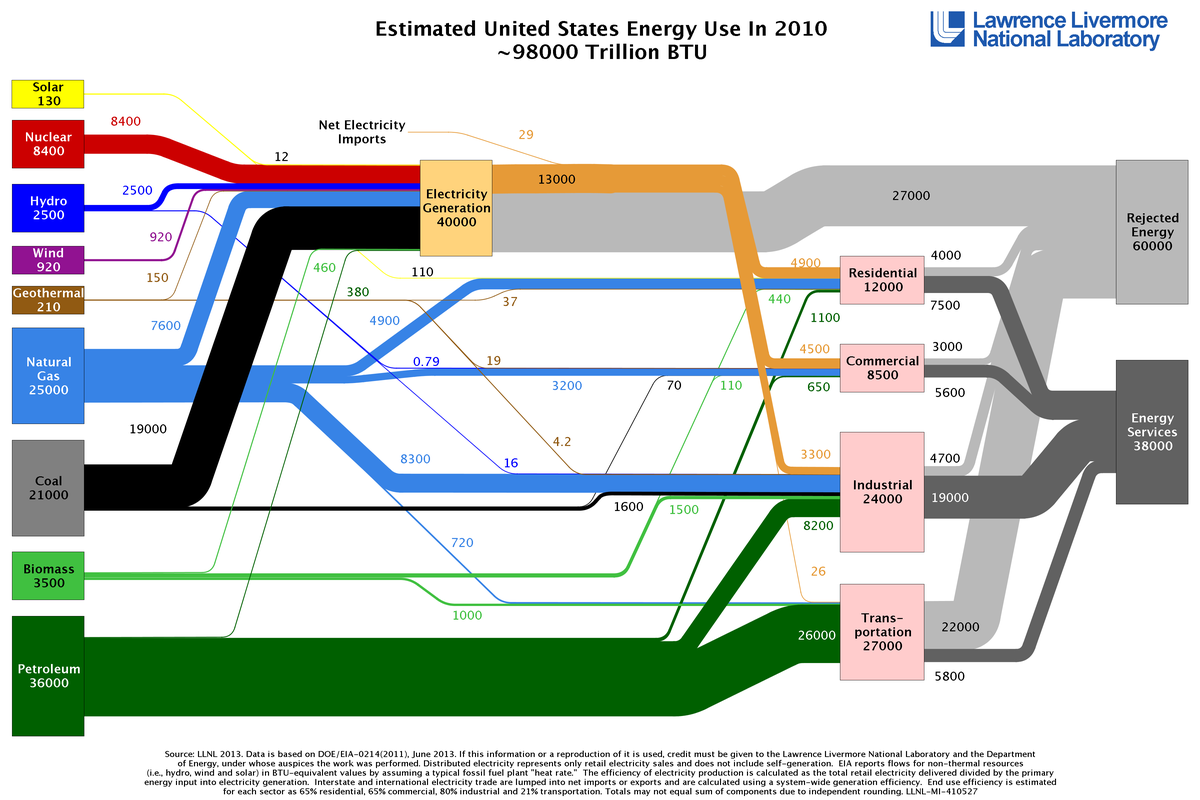 Estimated United States Energy Use In 2010
~98000 Trillion BTU
Lawrence Livermore
National Laboratory
Solar
130
8400
Net Electricity
Imports
29
Nuclear
8400
12
13000
Electricity
Generation
40000
27000
Rejected
Energy
60000
2500
Hydro
2500
920
Wind
920
150
460
110
4900
4000
Residential
12000
7500
Geothermal
210
380
37
440
1100
7600
4900
Natural
Gas
25000
0.79
19
3200
70
110
4500
650
Commercial
8500
3000
5600
Energy
Services
38000
19000
4.2
8300
16
3300
4700
Coal
21000
Industrial
24000
19000
1600
1500
8200
720
26
Biomass
3500
1000
Petroleum
36000
26000
Trans-
portation
27000
22000
5800
Source: LLNL 2013. Data is based on DOE/EIA-0214(2011), June 2013. If this information or a reproduction of it is used, credit must be given to the Lawrence Livermore National Laboratory and the Department
of Energy, under whose auspices the work was performed. Distributed electricity represents only retail electricity sales and does not include self-generation. EIA reports flows for non-thermal resources
(i.e., hydro, wind and solar) in BTU-equivalent values by assuming a typical fossil fuel plant "heat rate." The efficiency of electricity production is calculated as the total retail electricity delivered divided by the primary
energy input into electricity generation. Interstate and international electricity trade are lumped into net imports or exports and are calculated using a system-wide generation efficiency. End use efficiency is estimated
for each sector as 65% residential, 65% commercial, 80% industrial and 21% transportation. Totals may not equal sum of components due to independent rounding. LLNL-MI-410527